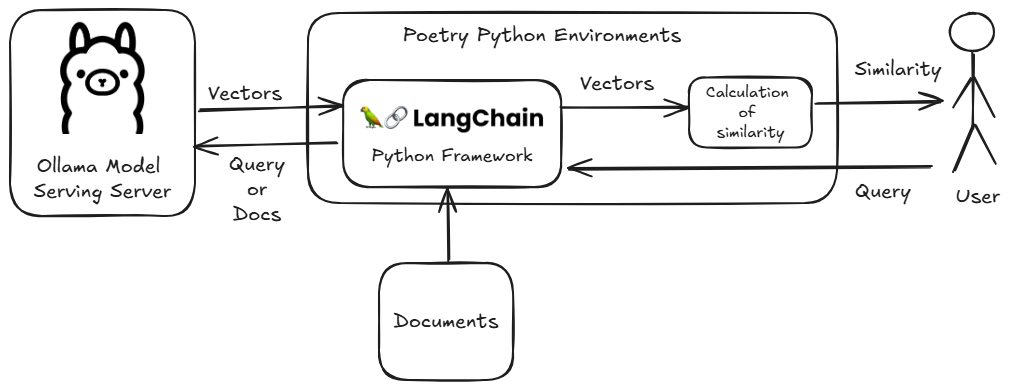 Poetry Python Environments
Vectors
Vectors
Similarity
Calculation
of
similarity
LangChain
Python Framework
Ollama Model
Serving Server
Query
or
Docs
Query
User
Documents